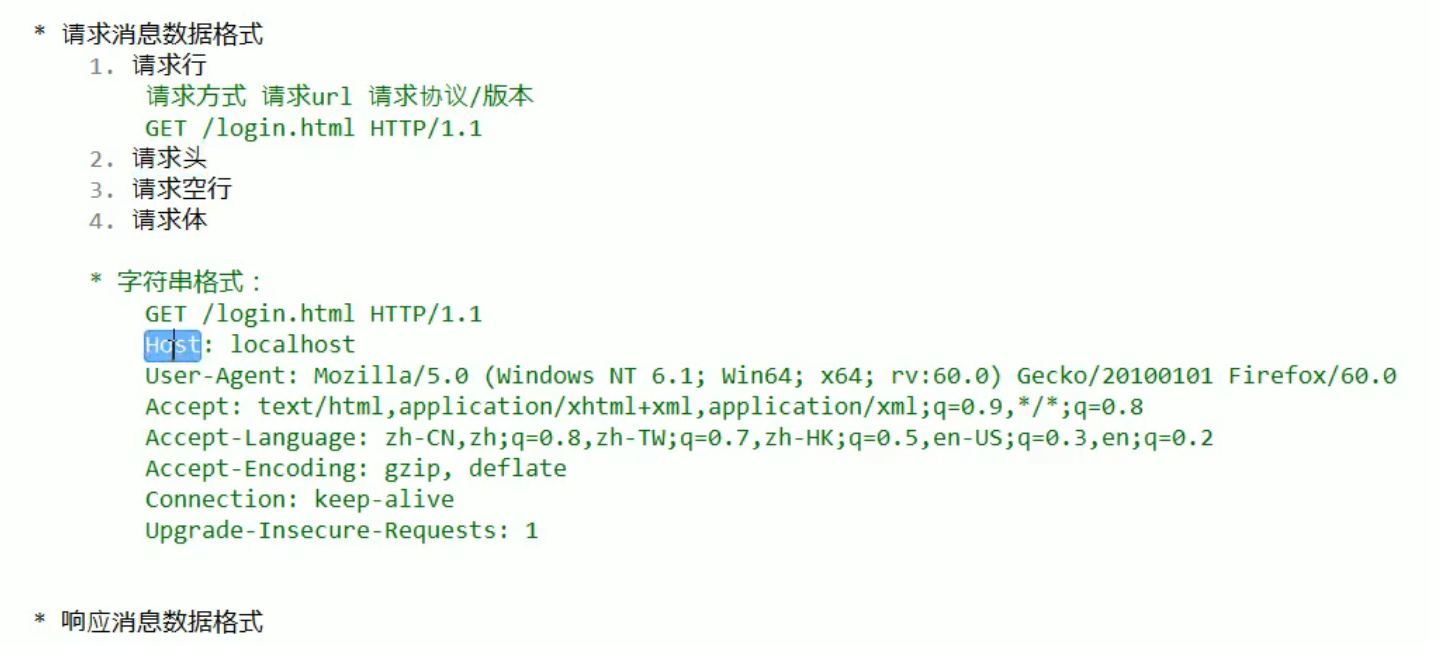 * 请求消息数据格式
1. 请求行
请求方式 请求url 请求协议/版本
GET /login.html HTTP/1.1
2. 请求头
3. 请求空行
4. 请求体
* 字符串格式：
GET /login.html HTTP/1.1
Host: localhost
User-Agent: Mozilla/5.0 (Windows NT 6.1; Win64; x64; rv:60.0) Gecko/20100101 Firefox/60.0
Accept: text/html,application/xhtml+xml,application/xml;q=0.9,*/*;q=0.8
Accept-Language: zh-CN,zh;q=0.8,zh-TW;q=0.7,zh-HK;q=0.5,en-US;q=0.3,en;q=0.2
Accept-Encoding: gzip, deflate
Connection: keep-alive
Upgrade-Insecure-Requests: 1
* 响应消息数据格式